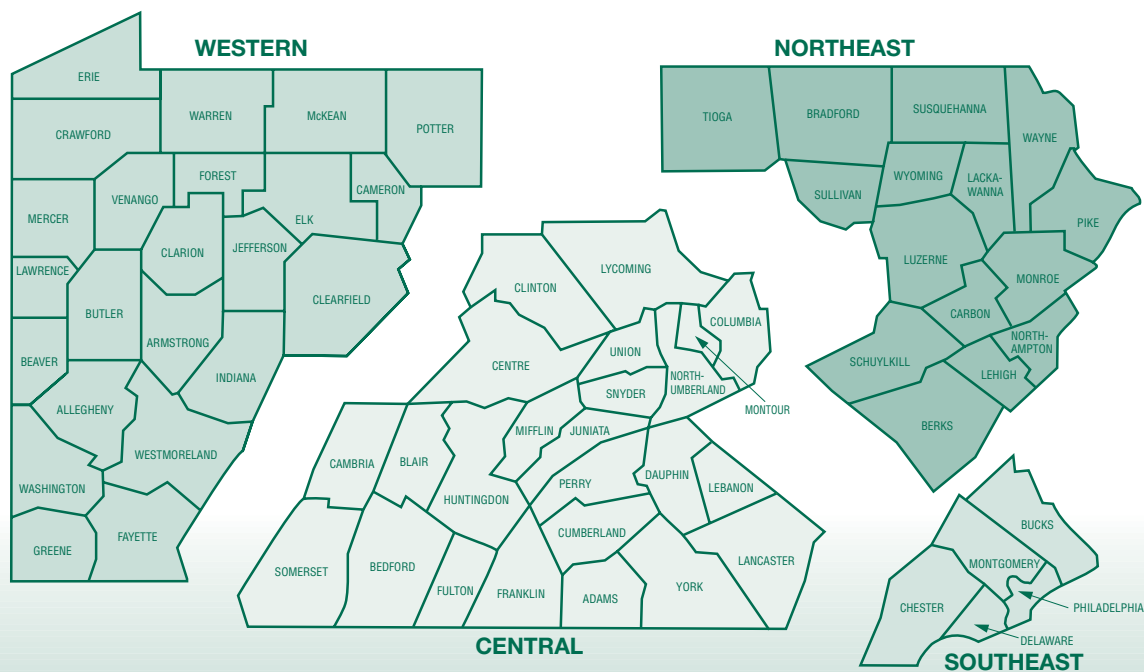 WESTERN
ERIE
WARREN
McKEAN
POTTER
CRAWFORD
FOREST
VENANGO
CAMERON
ELK
MERCER
CLARION
JEFFERSON
LAWRENCE
CLEARFIELD
BUTLER
ARMSTRONG
BEAVER
INDIANA
ALLEGHENY
WESTMORELAND
WASHINGTON
FAYETTE
GREENE
NORTHEAST
TIOGA
BRADFORD
SUSQUEHANNA
WAYNE
WYOMING
LACKA-
WANNA
SULLIVAN
PIKE
LUZERNE
MONROE
CARBON
NORTH-
AMPTON
SCHUYLKILL
LEHIGH
BERKS
LYCOMING
CLINTON
COLUMBIA
UNION
CENTRE
NORTH-
UMBERLAND
SNYDER
MONTOUR
MIFFLIN
JUNIATA
CAMBRIA
BLAIR
DAUPHIN
PERRY
LEBANON
HUNTINGDON
CUMBERLAND
LANCASTER
SOMERSET
BEDFORD
FULTON
FRANKLIN
ADAMS
YORK
CENTRAL
BUCKS
MONTGOMERY
CHESTER
PHILADELPHIA
DELAWARE
SOUTHEAST